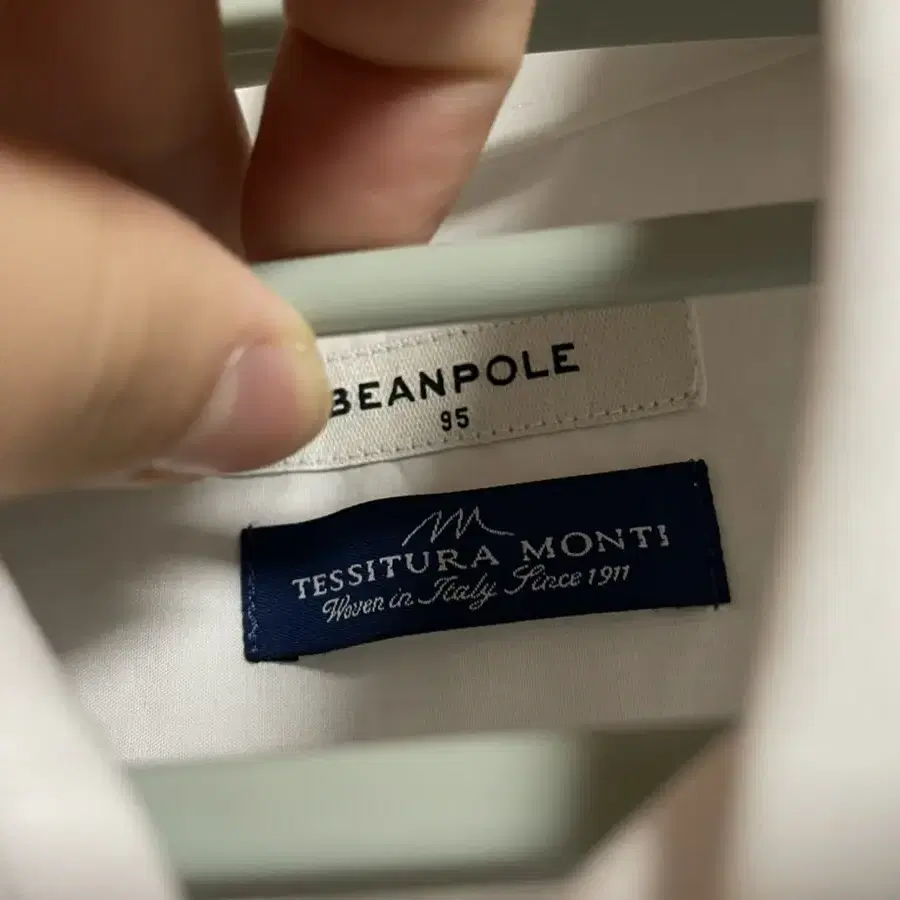 BEANPOLE
95
TESSITURA MONTI
Woven in Italy Since 1911